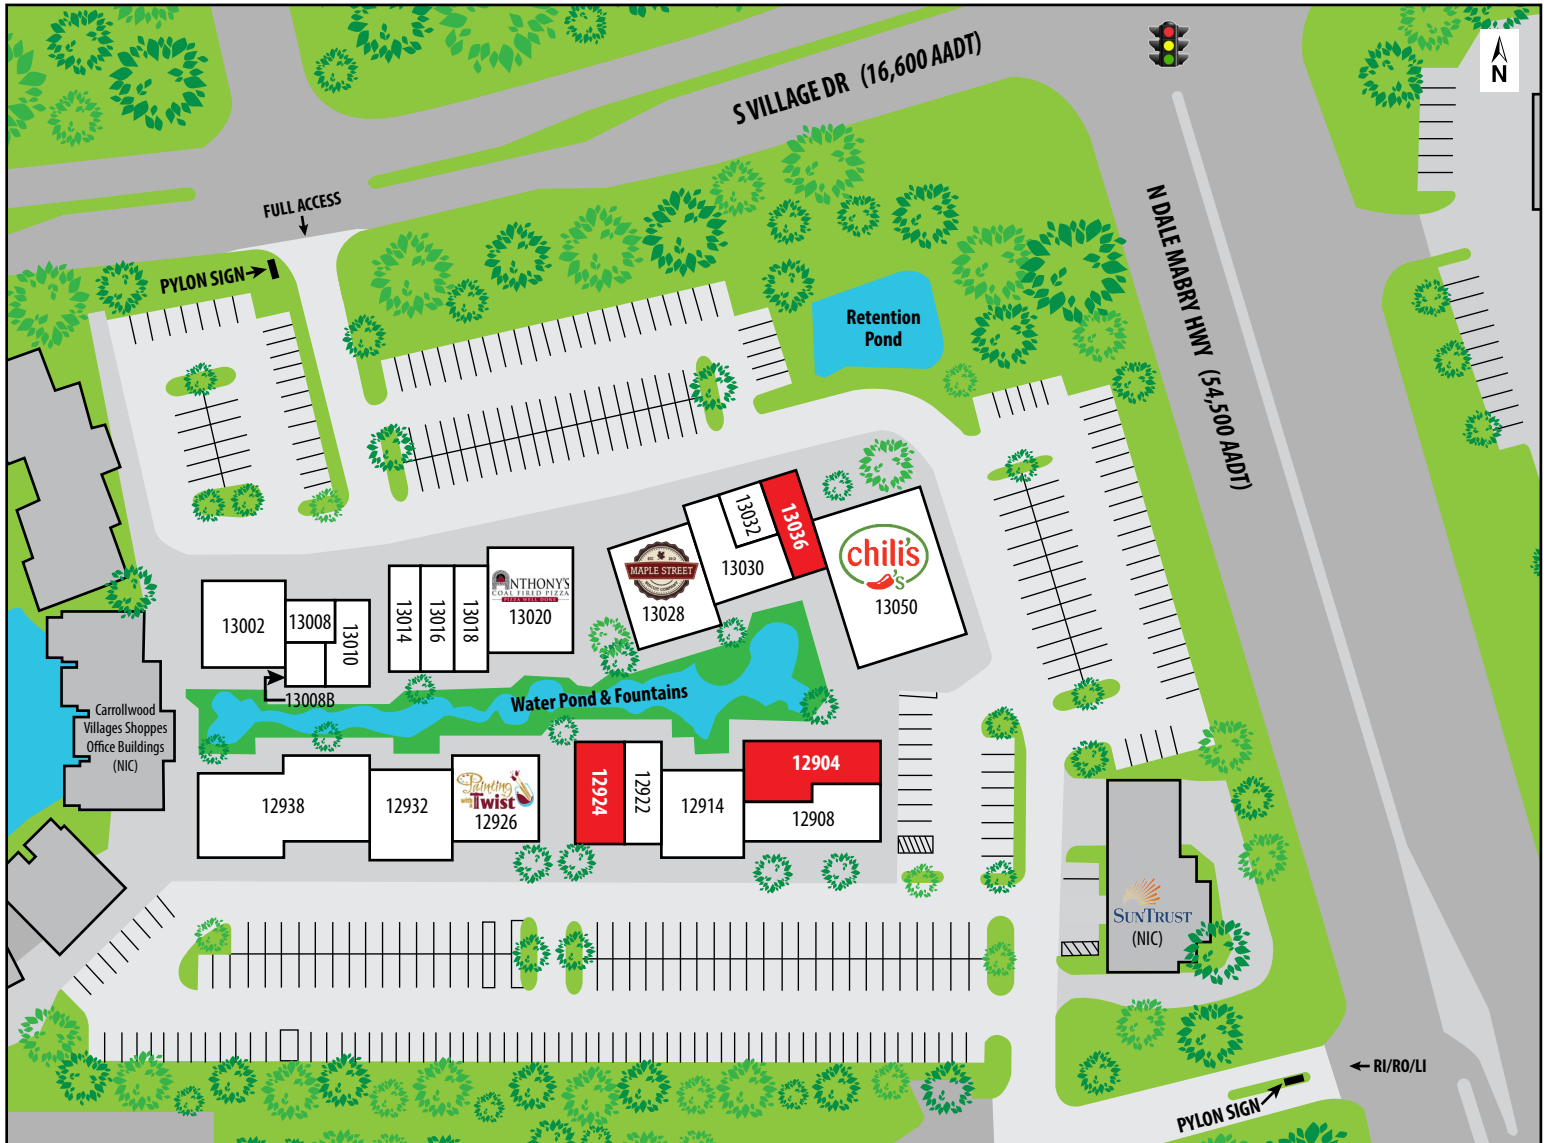 S VILLAGE DR (16,600 AADT)
N
FULL ACCESS
PYLON SIGN
N DALE MABRY HWY (54,500 AADT)
Retention
Pond
13032
13036
13030
MAPLE STREET
13028
chili's
's
13050
ANTHONY'S
COAL FIRED PIZZA
PIZZA WELL DONE
13020
13002
13008
13010
13008B
13014
13016
13018
Water Pond & Fountains
Carrollwood
Villages Shoppes
Office Buildings
(NIC)
12938
12932
Painting
with a
Twist
12926
12924
12922
12914
12904
12908
SUNTRUST
(NIC)
RI/RO/LI
PYLON SIGN